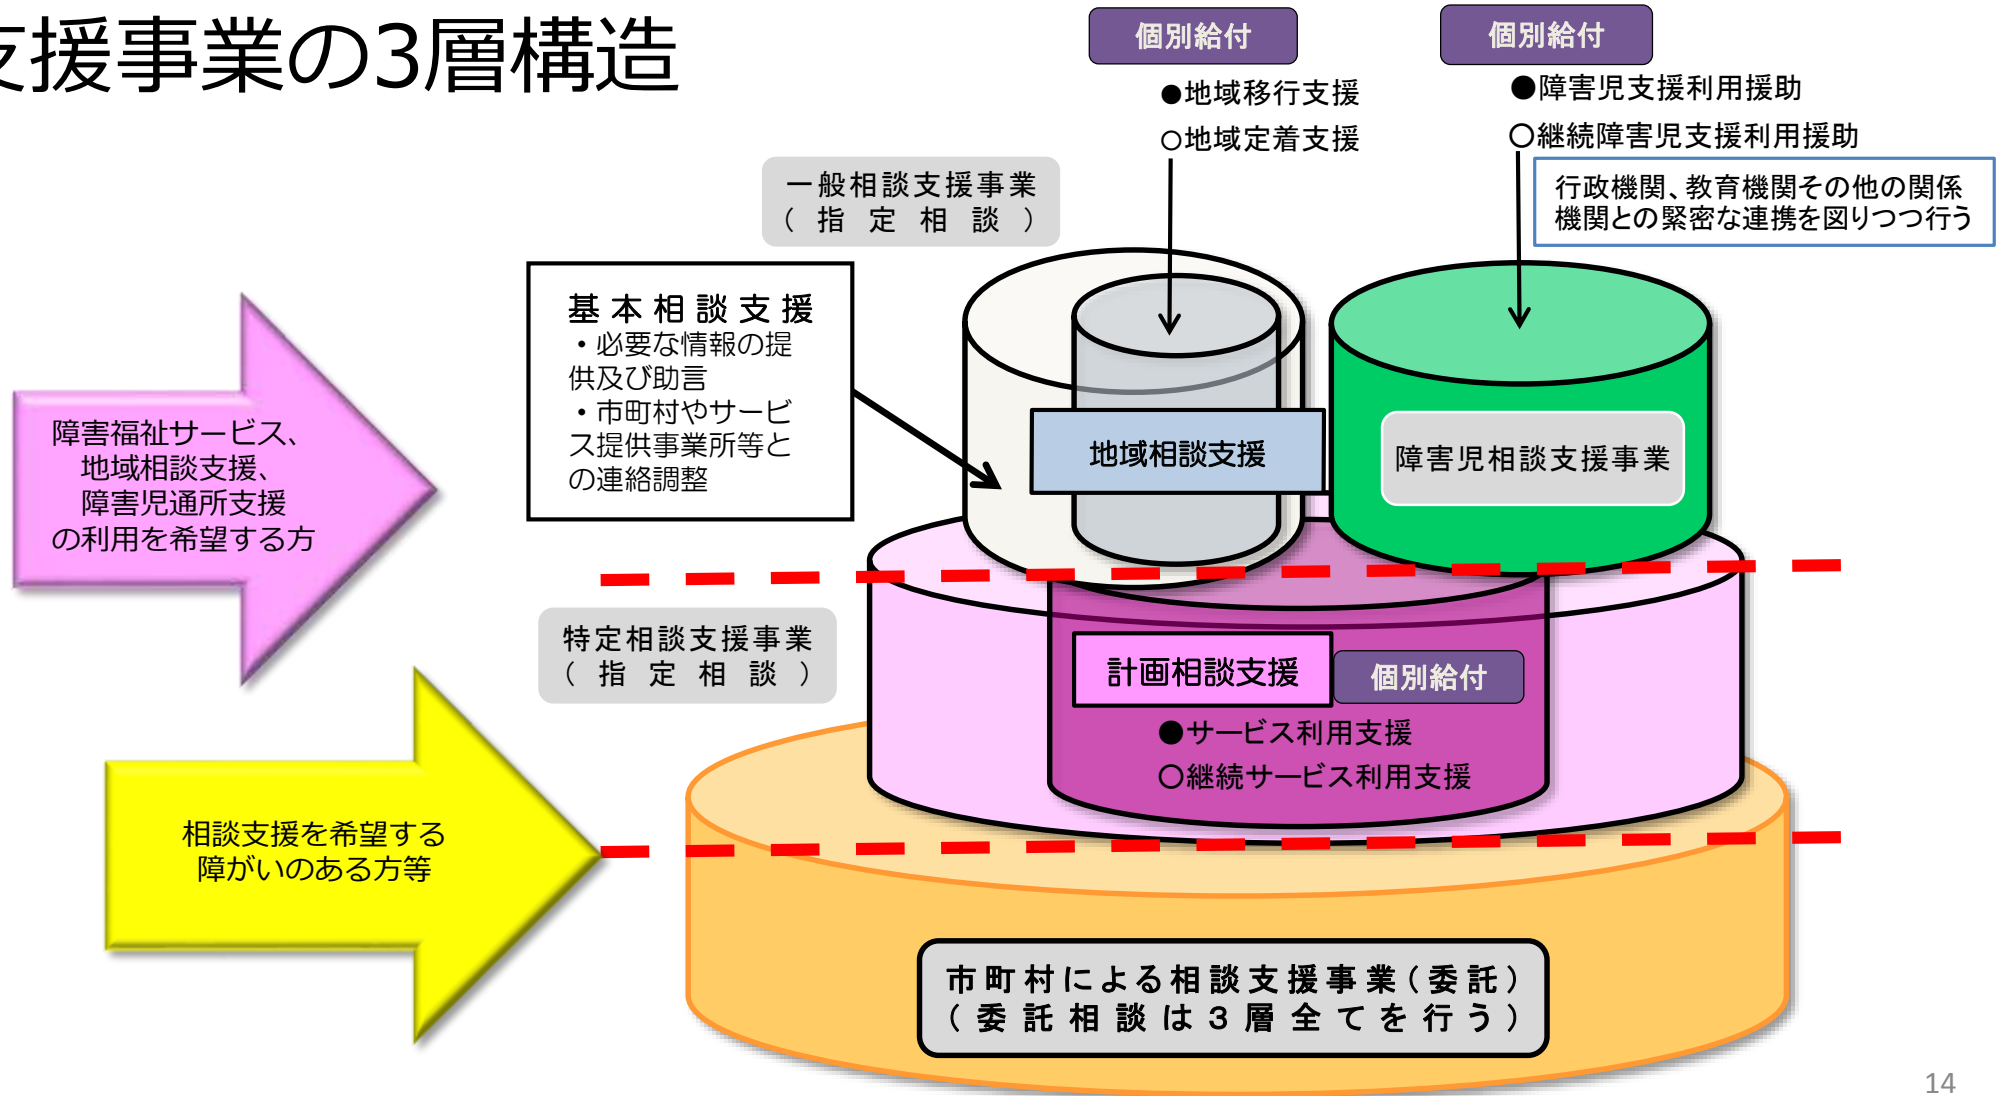 支援事業の3層構造
個別給付
●地域移行支援
○地域定着支援
個別給付
●障害児支援利用援助
○継続障害児支援利用援助
行政機関、教育機関その他の関係
機関との緊密な連携を図りつつ行う
一般相談支援事業
(指定相談)
基本相談支援
・必要な情報の提
供及び助言
・市町村やサービ
ス提供事業所等と
の連絡調整
地域相談支援
障害児相談支援事業
障害福祉サービス、
地域相談支援、
障害児通所支援
の利用を希望する方
特定相談支援事業
(指定相談)
計画相談支援
個別給付
●サービス利用支援
○継続サービス利用支援
相談支援を希望する
障がいのある方等
市町村による相談支援事業(委託)
(委託相談は3層全てを行う)
14